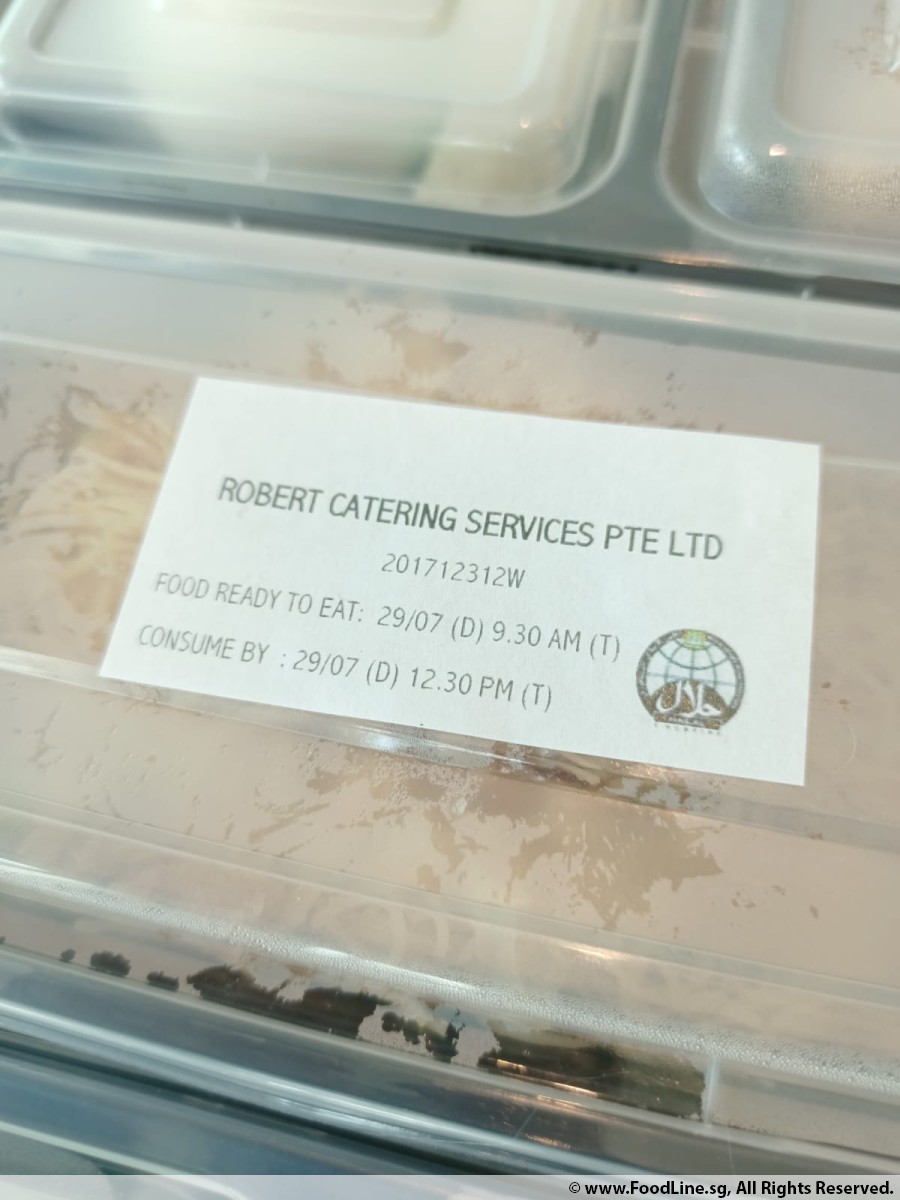 ROBERT CATERING SERVICES PTE LTD
201712312W
FOOD READY TO EAT: 29/07 (D) 9.30 AM (T)
CONSUME BY : 29/07 (D) 12.30 PM (T)
حلال
© www.FoodLine.sg, All Rights Reserved.